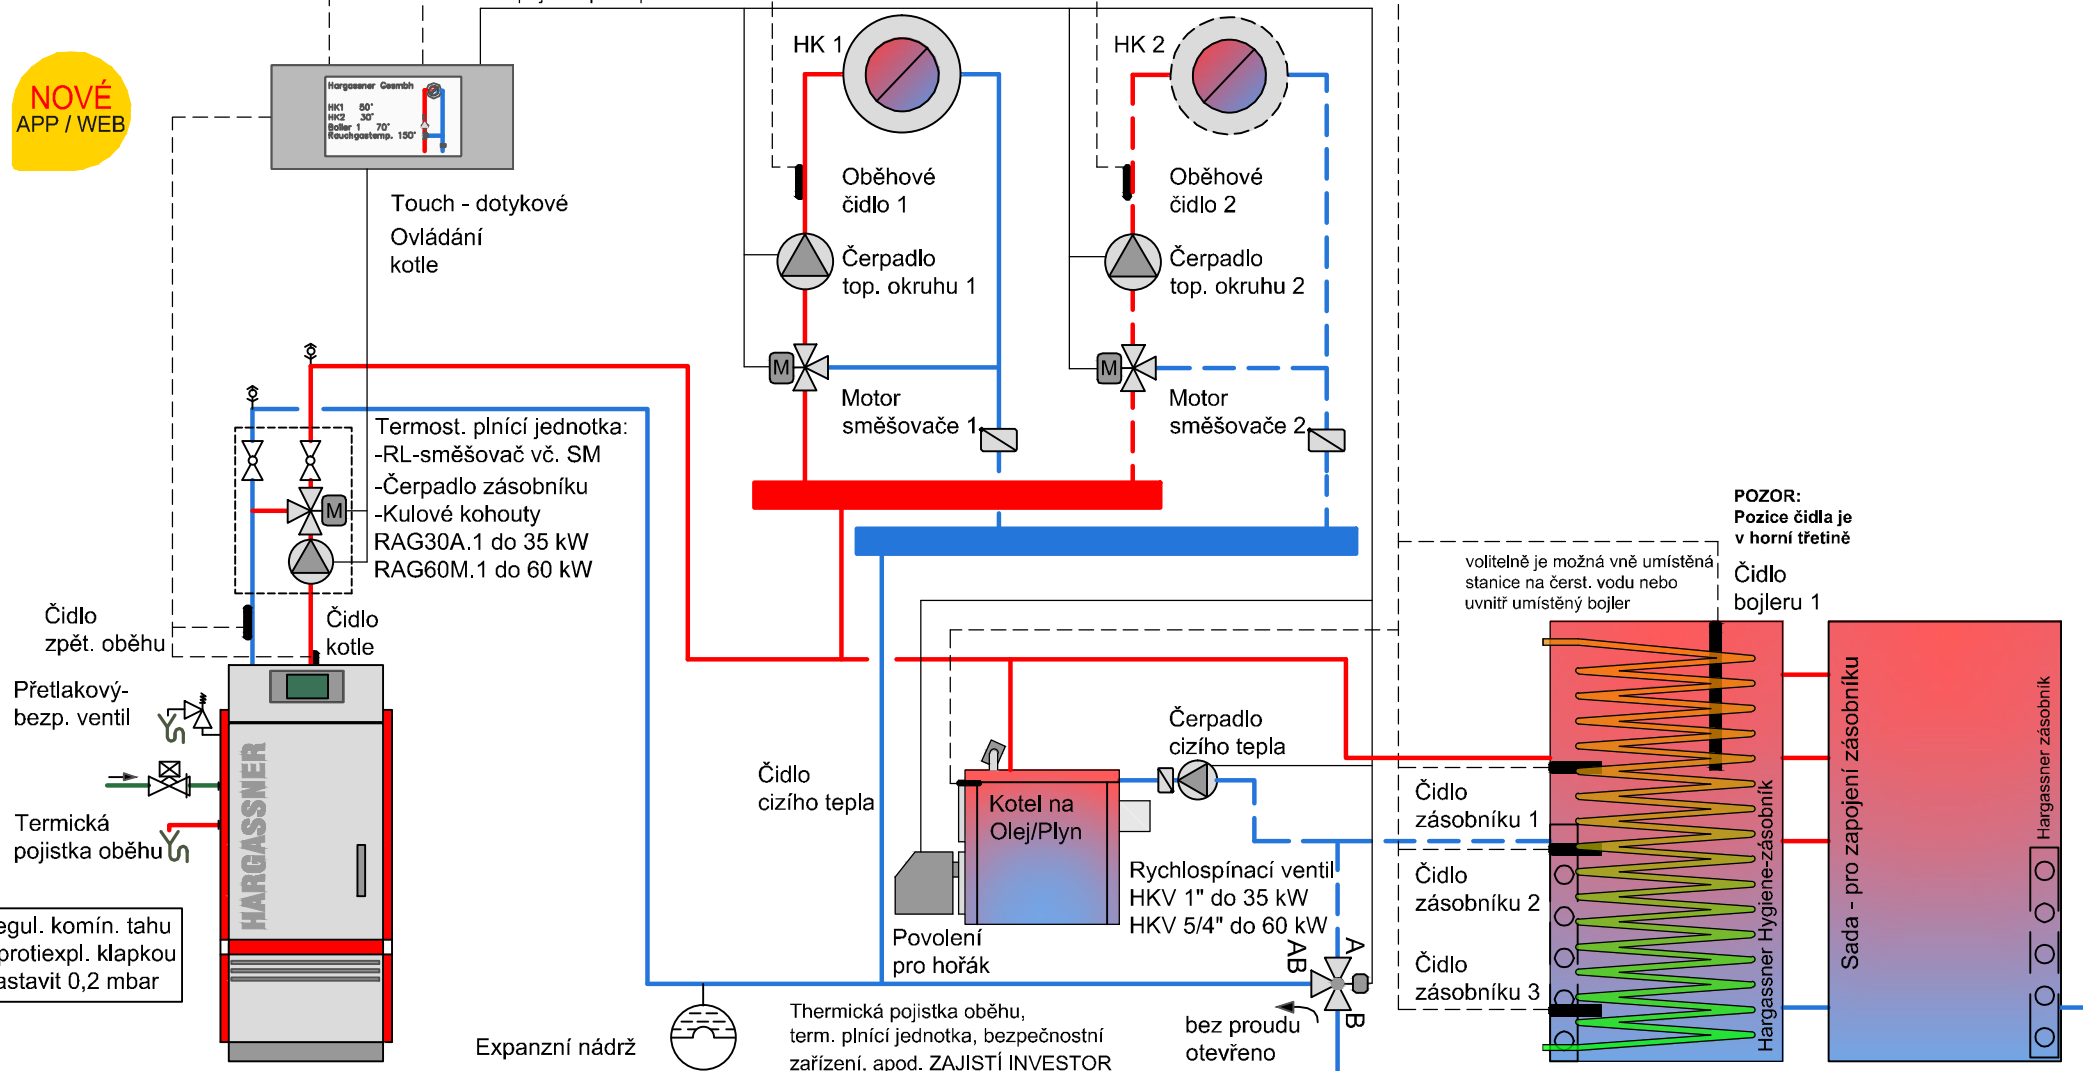 NOVÉ
APP / WEB
Hargassner Gesmbh
HK1 50°
HK2 30°
Boiler 1 70°
Rauchgastemp. 150°
Touch - dotykové
Ovládání
kotle
HK 1
HK 2
Oběhové
čidlo 1
Oběhové
čidlo 2
Čerpadlo
top. okruhu 1
Čerpadlo
top. okruhu 2
M
M
Motor
směšovače 1
Motor
směšovače 2
Termost. plnící jednotka:
-RL-směšovač vč. SM
-Čerpadlo zásobníku
-Kulové kohouty
RAG30A.1 do 35 kW
RAG60M.1 do 60 kW
M
Čidlo
zpět. oběhu
Čidlo
kotle
Přetlakový-
bezp. ventil
Termická
pojistka oběhu
HARGASSNER
egul. komín. tahu
protiexpl. klapkou
astavit 0,2 mbar
Expanzní nádrž
Thermická pojistka oběhu,
term. plnící jednotka, bezpečnostní
zařízení, apod. ZAJISTÍ INVESTOR
Čidlo
cizího tepla
Kotel na
Olej/Plyn
Povolení
pro hořák
Čerpadlo
cizího tepla
Rychlospínací ventil
HKV 1" do 35 kW
HKV 5/4" do 60 kW
A
AB
B
bez proudu
otevřeno
POZOR:
Pozice čidla je
v horní třetině
volitelně je možná vně umístěná
stanice na čerst. vodu nebo
uvnitř umístěný bojler
Čidlo
bojleru 1
Čidlo
zásobníku 1
Čidlo
zásobníku 2
Čidlo
zásobníku 3
Hargassner Hygiene-zásobník
Sada - pro zapojení zásobníku
Hargassner zásobník